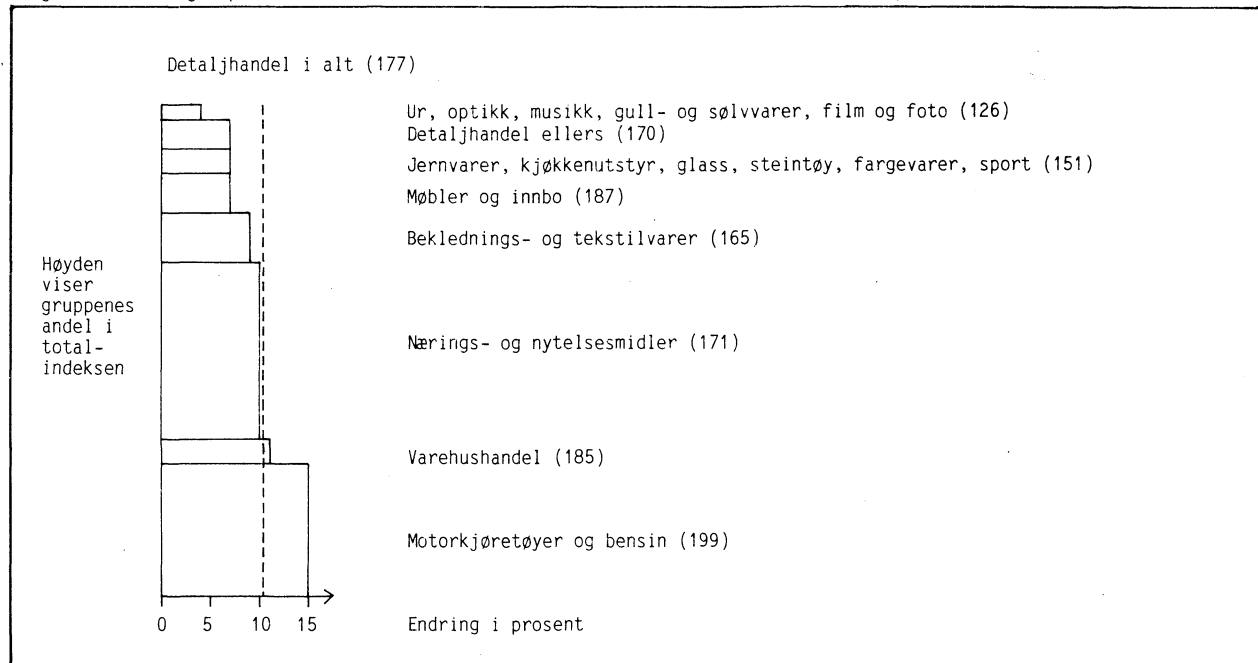 Detaljhandel i alt (177)
Ur, optikk, musikk, gull- og sølvvarer, film og foto (126)
Detaljhandel ellers (170)
Jernvarer, kjøkkenutstyr, glass, steintøy, fargevarer, sport (151)
Møbler og innbo (187)
Beklednings- og tekstilvarer (165)
Høyden
viser
gruppenes
andel i
total-
indeksen
Nærings- og nytelsesmidler (171)
Varehushandel (185)
Motorkjøretøyer og bensin (199)
0 5 10 15
Endring i prosent